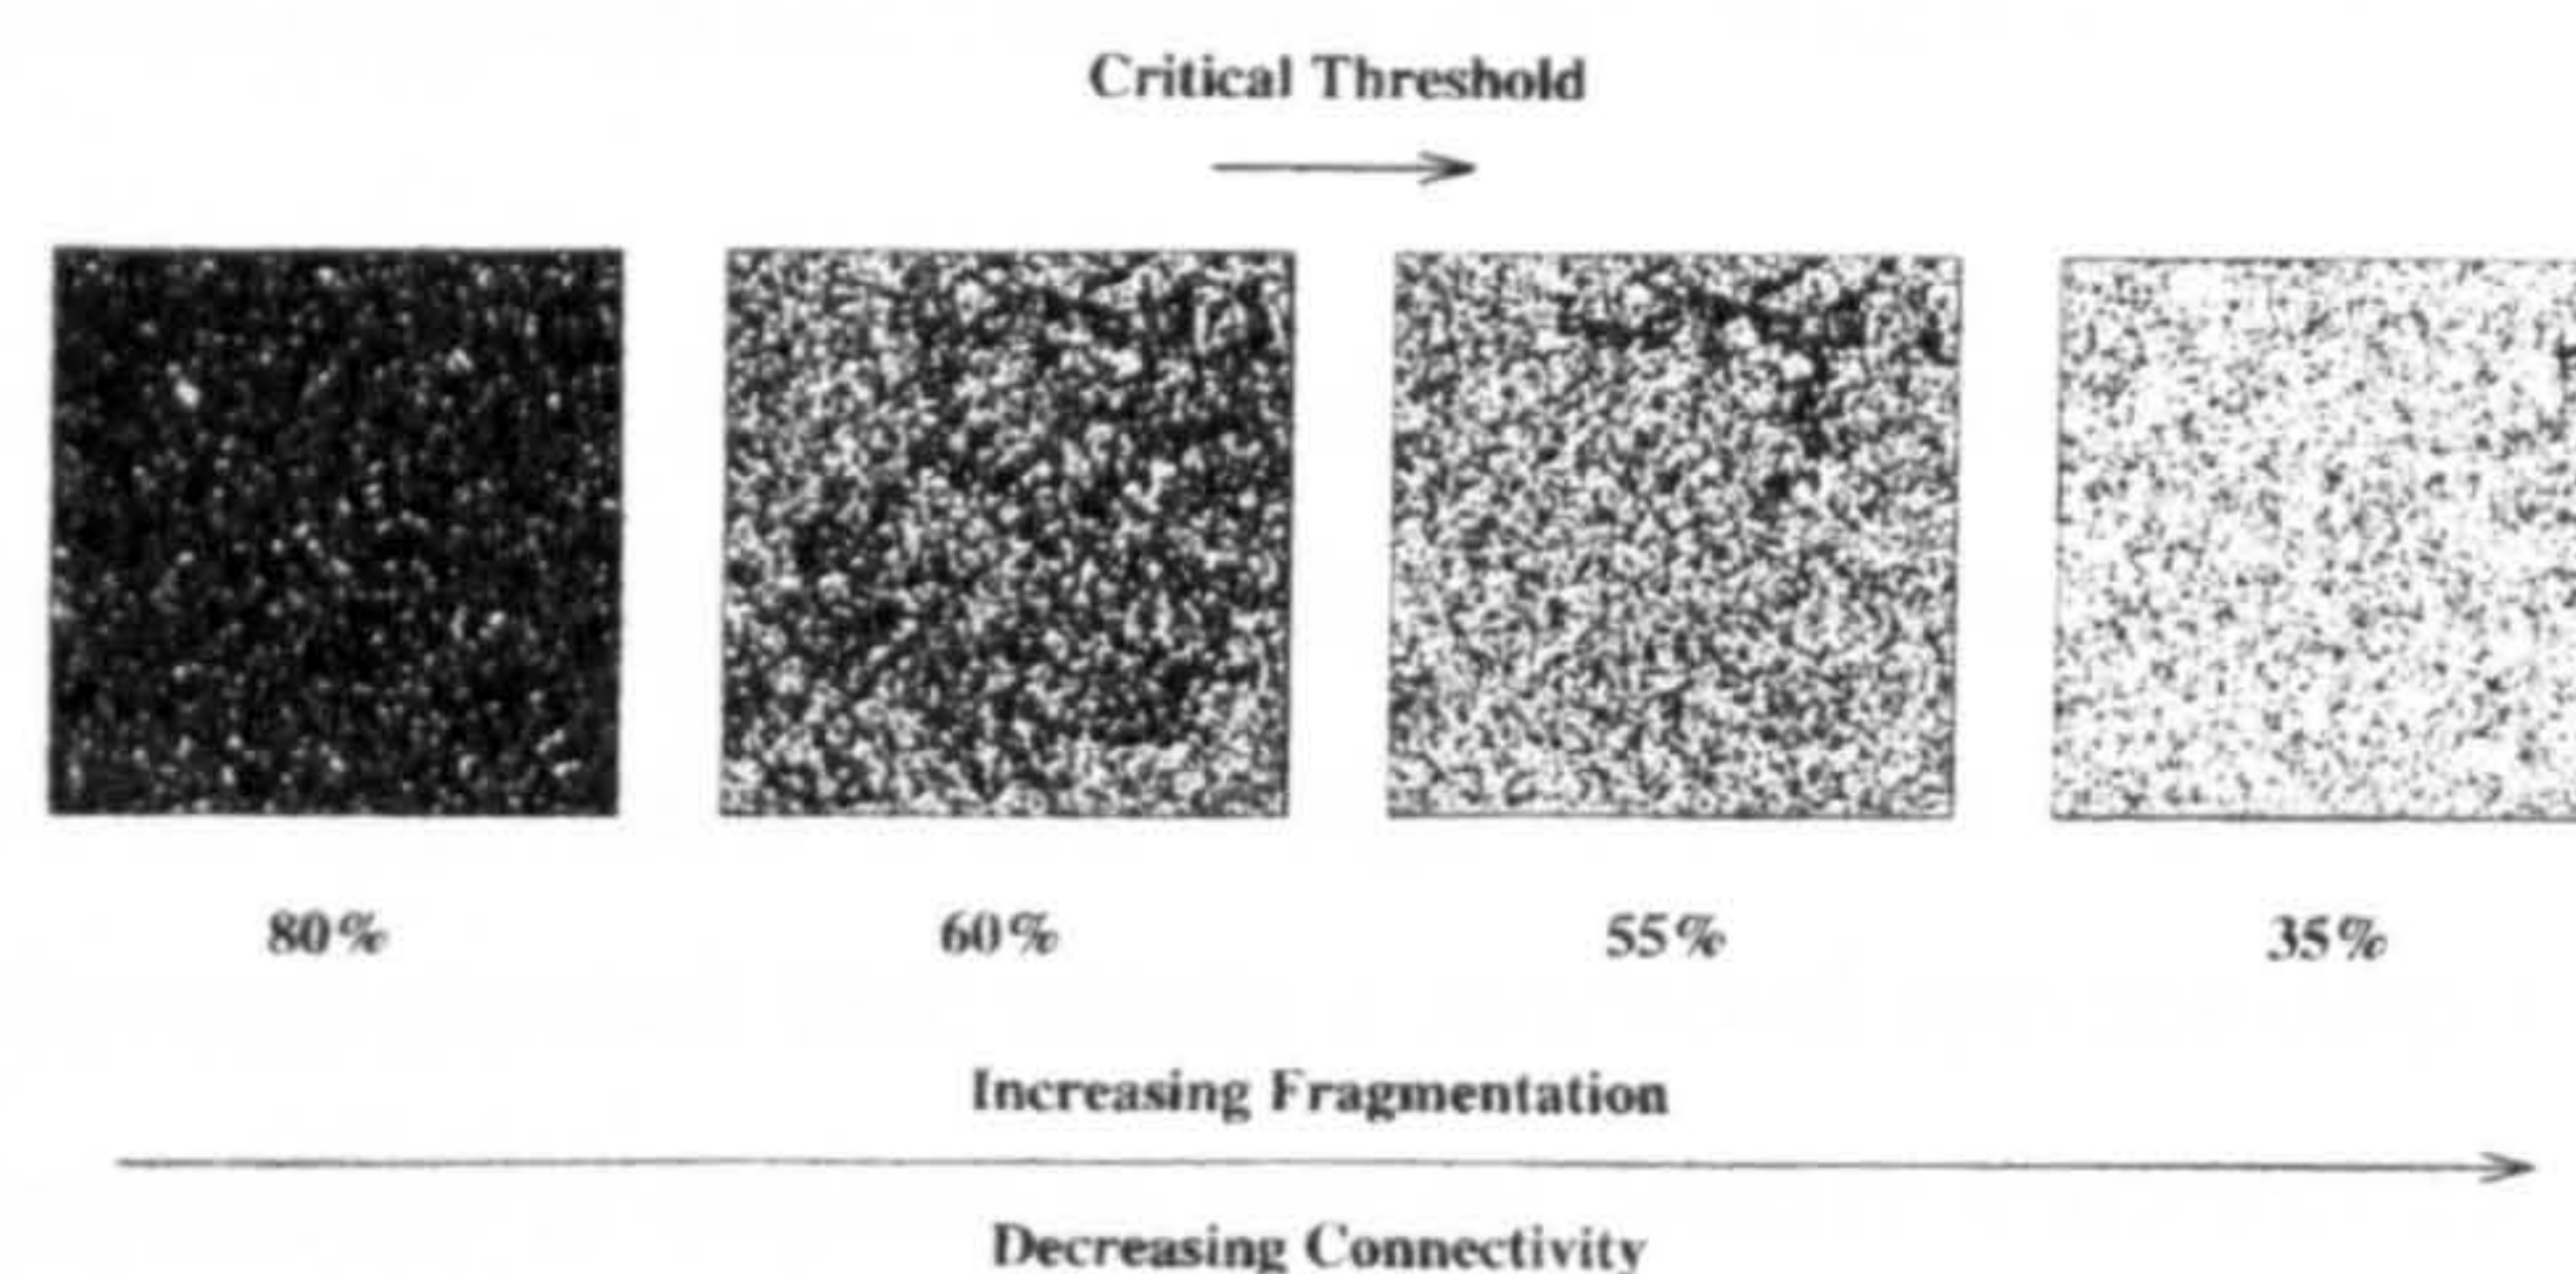 Critical Threshold
80% 60% 55% 35%
Increasing Fragmentation
Decreasing Connectivity